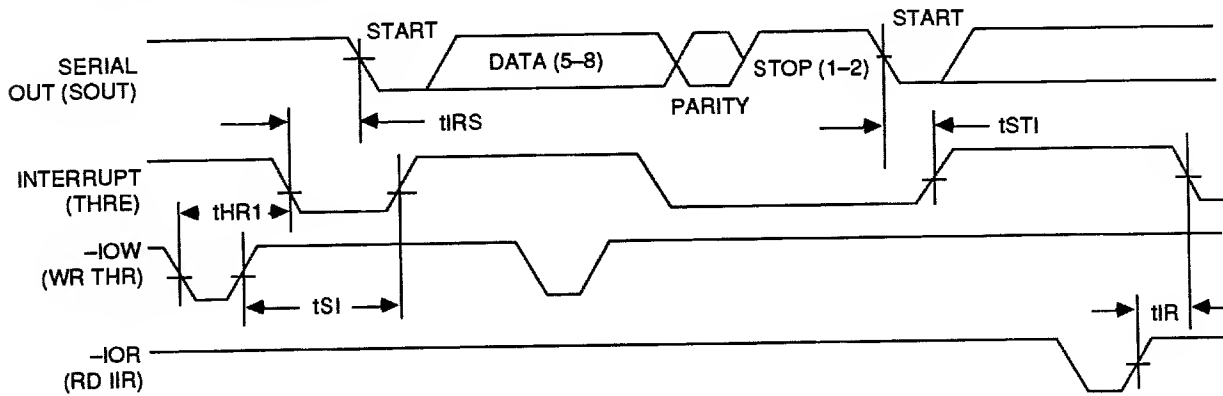 START
START
SERIAL
OUT (SOUT)
DATA (5–8)
STOP (1–2)
PARITY
tIRS
tSTI
INTERRUPT
(THRE)
tHR1
–IOW
(WR THR)
tSI
tIR
–IOR
(RD IIR)